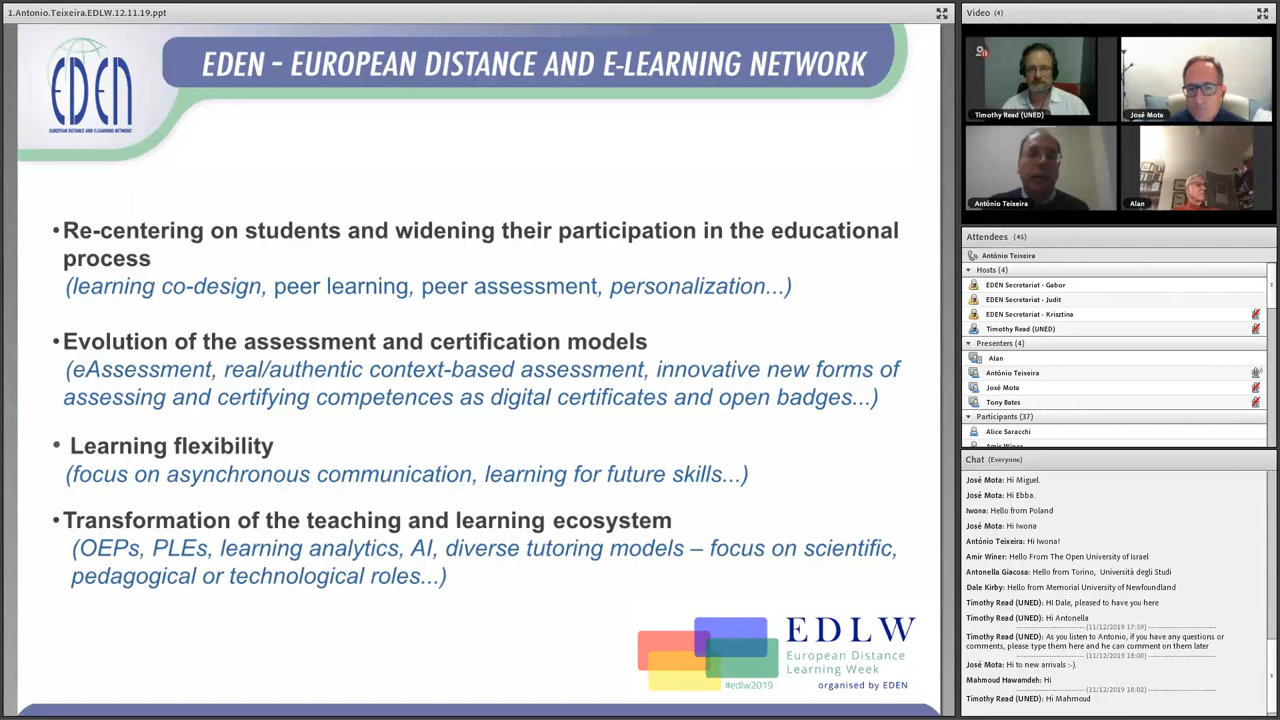 1.Antonio.Teixeira.EDLW.12.11.19.ppt
EDEN
EUROPEAN DISTANCE AND E-LEARNING NETWORK
EDEN – EUROPEAN DISTANCE AND E-LEARNING NETWORK
•Re-centering on students and widening their participation in the educational
process
(learning co-design, peer learning, peer assessment, personalization...)
•Evolution of the assessment and certification models
(eAssessment, real/authentic context-based assessment, innovative new forms of
assessing and certifying competences as digital certificates and open badges...)
• Learning flexibility
(focus on asynchronous communication, learning for future skills...)
•Transformation of the teaching and learning ecosystem
(OEPs, PLEs, learning analytics, AI, diverse tutoring models – focus on scientific,
pedagogical or technological roles...)
EDLW
European Distance
Learning Week
#edlw2019
organised by EDEN
Video (4)
Timothy Read (UNED)
José Mota
António Teixeira
Alan
Attendees (45)
António Teixeira
Hosts (4)
EDEN Secretariat - Gabor
EDEN Secretariat - Judit
EDEN Secretariat - Krisztina
Timothy Read (UNED)
Presenters (4)
Alan
António Teixeira
José Mota
Tony Bates
Participants (37)
Alice Saracchi
Amir Winer
Chat (Everyone)
José Mota: Hi Miguel.
José Mota: Hi Ebba.
Iwona: Hello from Poland
José Mota: Hi Iwona
António Teixeira: Hi Iwona!
Amir Winer: Hello From The Open University of Israel
Antonella Giacosa: Hello from Torino, Università degli Studi
Dale Kirby: Hello from Memorial University of Newfoundland
Timothy Read (UNED): HI Dale, pleased to have you here
Timothy Read (UNED): Hi Antonella
(11/12/2019 17:59)
Timothy Read (UNED): As you listen to Antonio, if you have any questions or
comments, please type them here and he can comment on them later
(11/12/2019 18:00)
José Mota: Hi to new arrivals :-).
Mahmoud Hawamdeh: Hi
(11/12/2019 18:02)
Timothy Read (UNED): Hi Mahmoud